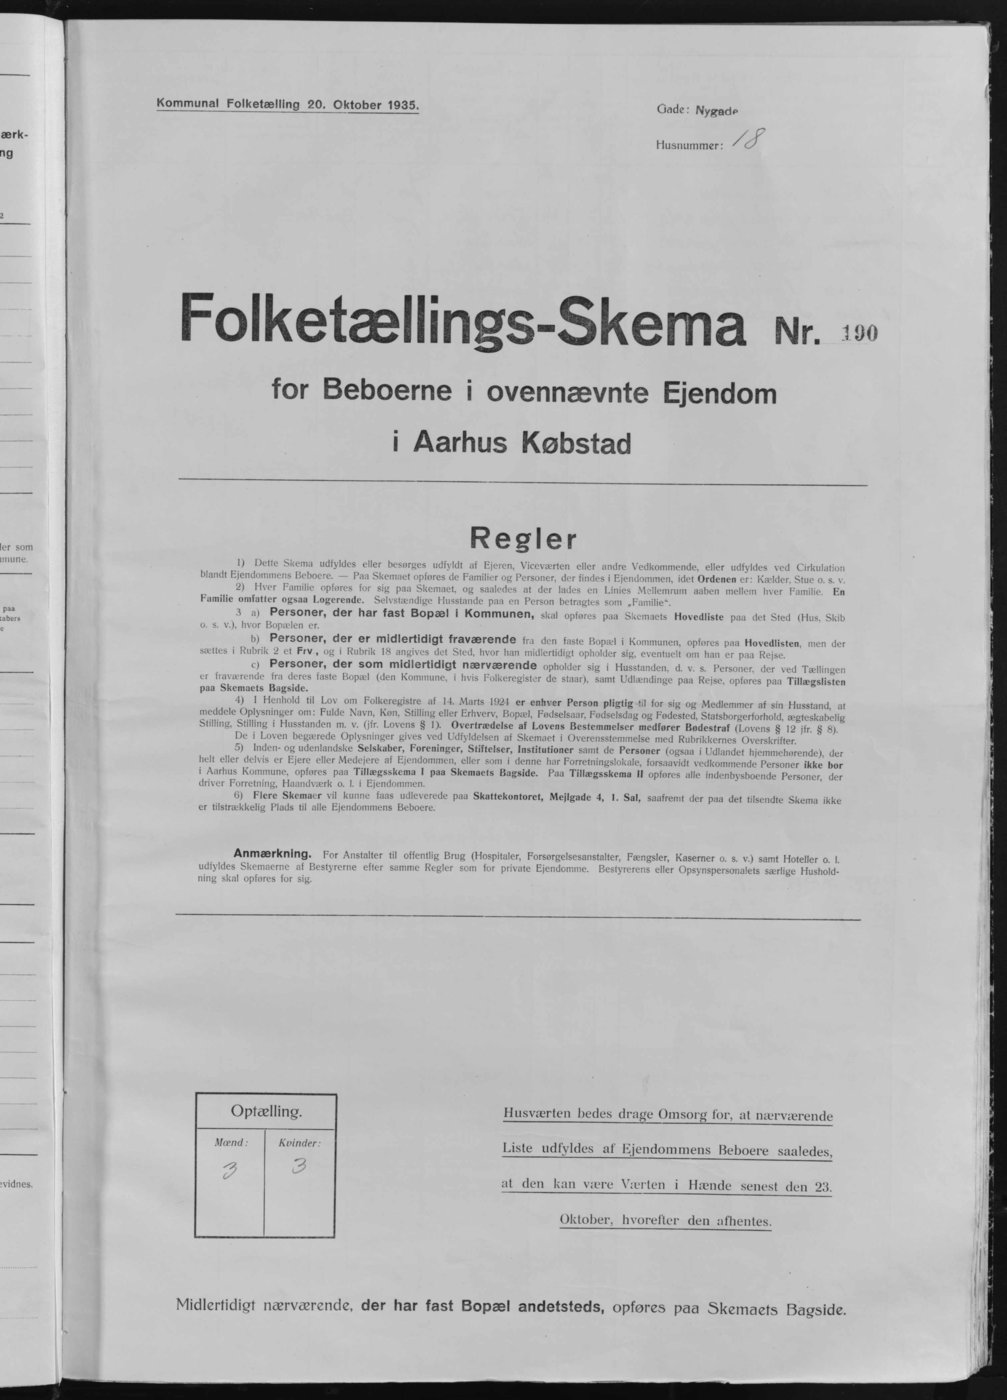 Kommunal Folketælling 20. Oktober 1935.
Gade: Nygade
Husnummer: 18
Folketællings-Skema Nr. 190
for Beboerne i ovennævnte Ejendom
i Aarhus Købstad
Regler
1) Dette Skema udfyldes eller besørges udfyldt af Ejeren, Viceværten eller andre Vedkommende, eller udfyldes ved Cirkulation
blandt Ejendommens Beboere. — Paa Skemaet opføres de Familier og Personer, der findes i Ejendommen, idet Ordenen er: Kælder, Stue o. s. v.
2) Hver Familie opføres for sig paa Skemaet, og saaledes at der lades en Linies Mellemrum aaben mellem hver Familie. En
Familie omfatter ogsaa Logerende. Selvstændige Husstande paa en Person betragtes som „Familie“.
3 a) Personer, der har fast Bopæl i Kommunen, skal opføres paa Skemaets Hovedliste paa det Sted (Hus, Skib
o. s. v.), hvor Bopælen er.
b) Personer, der er midlertidigt fraværende fra den faste Bopæl i Kommunen, opføres paa Hovedlisten, men der
sættes i Rubrik 2 et Frv., og i Rubrik 18 angives det Sted, hvor han midlertidigt opholder sig, eventuelt om han er paa Rejse.
c) Personer, der som midlertidigt nærværende opholder sig i Husstanden, d. v. s. Personer, der ved Tællingen
er fraværende fra deres faste Bopæl (den Kommune, i hvis Folkeregister de staar), samt Udlændinge paa Rejse, opføres paa Tillægslisten
paa Skemaets Bagside.
4) I Henhold til Lov om Folkeregistre af 14. Marts 1924 er enhver Person pligtig til for sig og Medlemmer af sin Husstand, at
meddele Oplysninger om: Fulde Navn, Køn, Stilling eller Erhverv, Bopæl, Fødselsaar, Fødselsdag og Fødested, Statsborgerforhold, ægteskabelig
Stilling, Stilling i Husstanden m. v. (jfr. Lovens § 1). Overtrædelse af Lovens Bestemmelser medfører Bødestraf (Lovens § 12 jfr. § 8).
De i Loven begærede Oplysninger gives ved Udfyldelsen af Skemaet i Overensstemmelse med Rubrikkernes Overskrifter.
5) Inden- og udenlandske Selskaber, Foreninger, Stiftelser, Institutioner samt de Personer (ogsaa i Udlandet hjemmehørende), der
helt eller delvis er Ejere eller Medejere af Ejendommen, eller som i denne har Forretningslokale, forsaavidt vedkommende Personer ikke bor
i Aarhus Kommune, opføres paa Tillægsskema I paa Skemaets Bagside. Paa Tillægsskema II opføres alle indenbysboende Personer, der
driver Forretning, Haandværk o. l. i Ejendommen.
6) Flere Skemaer vil kunne faas udleverede paa Skattekontoret, Mejlgade 4, 1. Sal, saafremt der paa det tilsendte Skema ikke
er tilstrækkelig Plads til alle Ejendommens Beboere.
Anmærkning. For Anstalter til offentlig Brug (Hospitaler, Forsørgelsesanstalter, Fængsler, Kaserner o. s. v.) samt Hoteller o. l.
udfyldes Skemaerne af Bestyrerne efter samme Regler som for private Ejendomme. Bestyrerens eller Opsynspersonalets særlige Hushold-
ning skal opføres for sig.
Optælling.
Mænd: Kvinder:
3 3
Husværten bedes drage Omsorg for, at nærværende
Liste udfyldes af Ejendommens Beboere saaledes,
at den kan være Værten i Hænde senest den 23.
Oktober, hvorefter den afhentes.
Midlertidigt nærværende, der har fast Bopæl andetsteds, opføres paa Skemaets Bagside.
ærk-
ng
2
ler som
mune.
paa
kabers
e
evidnes.